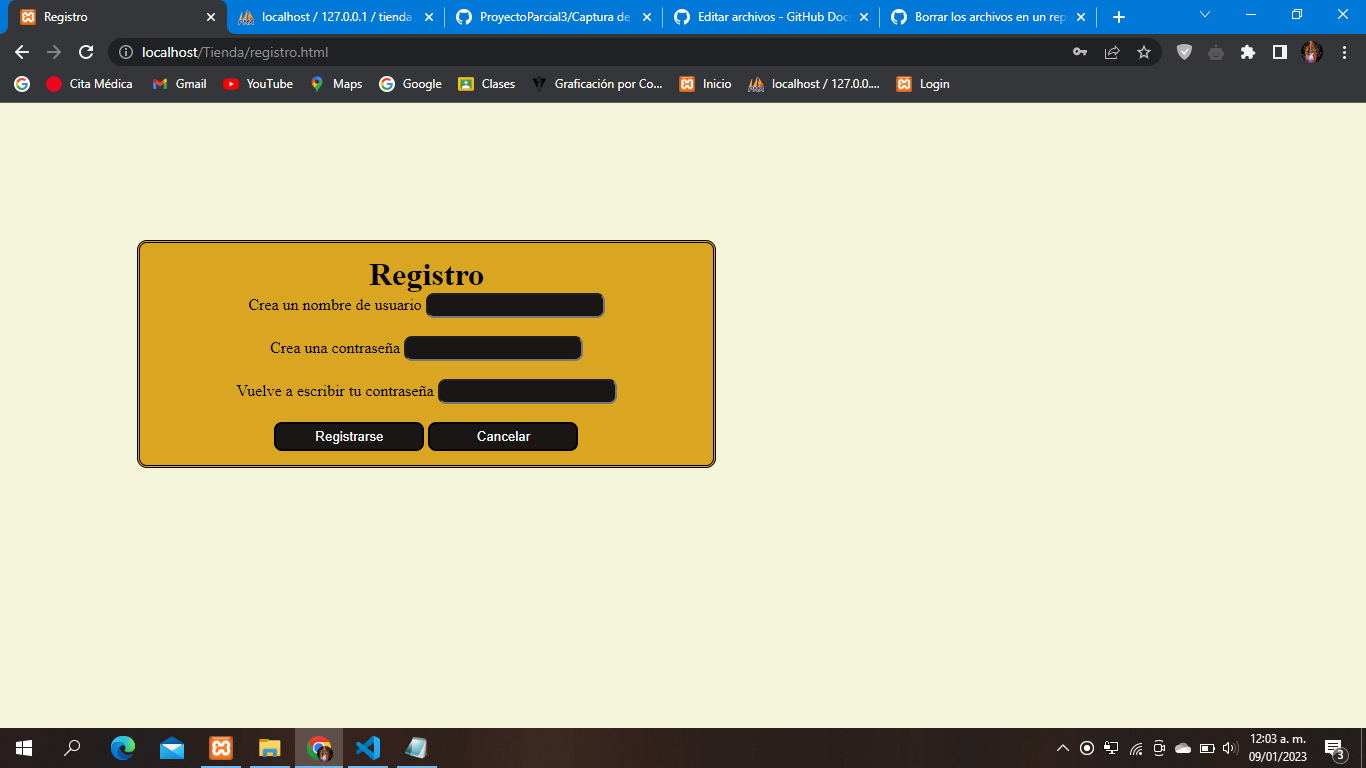 Registro
localhost / 127.0.0.1 / tienda
ProyectoParcial3/Captura de
Editar archivos - GitHub Docs
Borrar los archivos en un rep
localhost/Tienda/registro.html
Cita Médica
Gmail
YouTube
Maps
Google
Clases
Graficación por Co...
Inicio
localhost / 127.0.0....
Login
Registro
Crea un nombre de usuario
Crea una contraseña
Vuelve a escribir tu contraseña
Registrarse
Cancelar
12:03 a. m.
09/01/2023
3